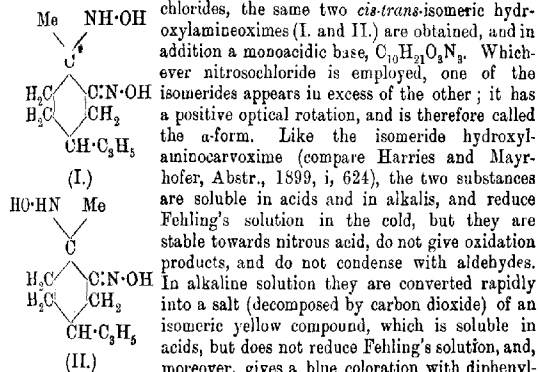 Me NH·OH
C
H₂C C:N·OH
H₂C CH₂
CH·C₃H₅
(I.)
HO·HN Me
C
H₂C C:N·OH
H₂C CH₂
CH·C₃H₅
(II.)
chlorides, the same two cis-trans-isomeric hydr-
oxylamineoximes (I. and II.) are obtained, and in
addition a monoacidic base, C₁₀H₂₁O₃N₃. Which-
ever nitrosochloride is employed, one of the
isomerides appears in excess of the other ; it has
a positive optical rotation, and is therefore called
the α-form. Like the isomeride hydroxyl-
aminocarvoxime (compare Harries and Mayr-
hofer, Abstr., 1899, i, 624), the two substances
are soluble in acids and in alkalis, and reduce
Fehling's solution in the cold, but they are
stable towards nitrous acid, do not give oxidation
products, and do not condense with aldehydes.
In alkaline solution they are converted rapidly
into a salt (decomposed by carbon dioxide) of an
isomeric yellow compound, which is soluble in
acids, but does not reduce Fehling's solution, and,
moreover, gives a blue coloration with diphenyl-